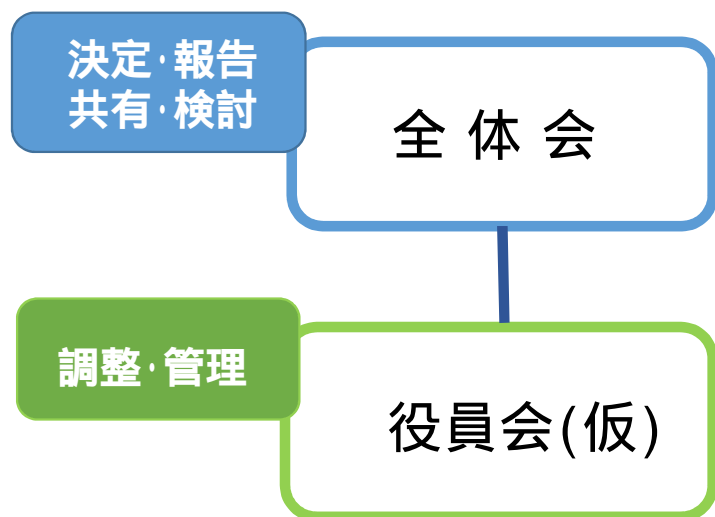 決定·報告
共有·検討
全 体 会
調整·管理
役員会(仮)